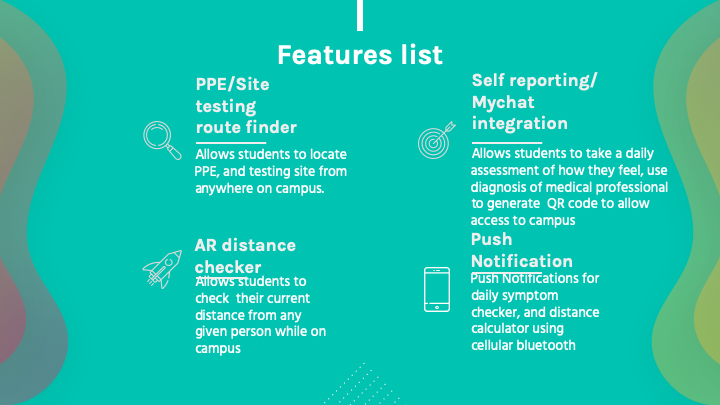 Features list
PPE/Site
testing
route finder
Allows students to locate
PPE, and testing site from
anywhere on campus.
Self reporting/
Mychat
integration
Allows students to take a daily
assessment of how they feel, use
diagnosis of medical professional
to generate  QR code to allow
access to campus
AR distance
checker
Allows students to
check  their current
distance from any
given person while on
campus
Push
Notification
Push Notifications for
daily symptom
checker, and distance
calculator using
cellular bluetooth